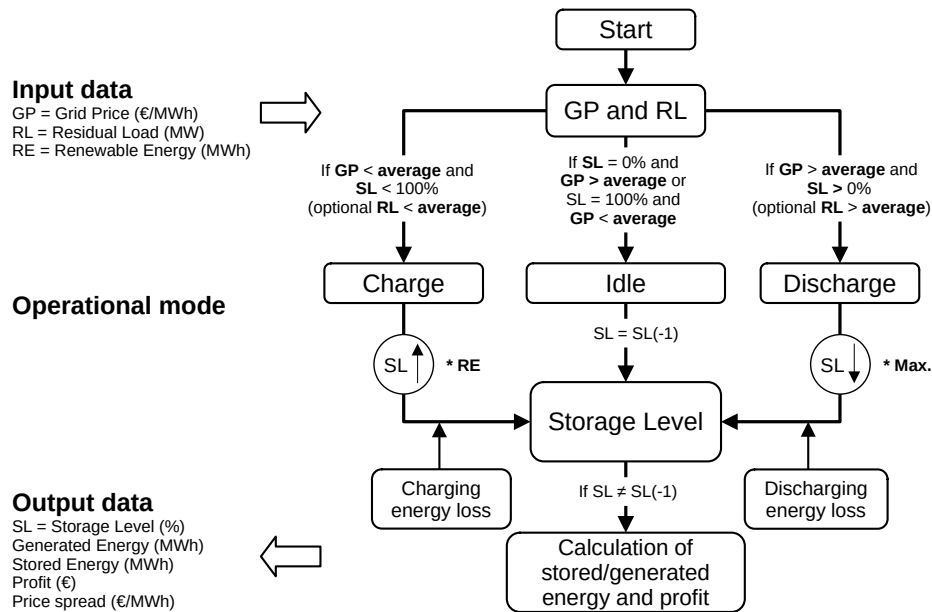 Start
Input data
GP = Grid Price (€/MWh)
RL = Residual Load (MW)
RE = Renewable Energy (MWh)
GP and RL
If GP < average and
SL < 100%
(optional RL < average)
If SL = 0% and
GP > average or
SL = 100% and
GP < average
If GP > average and
SL > 0%
(optional RL > average)
Operational mode
Charge
Idle
Discharge
SL
* RE
SL = SL(-1)
SL
* Max.
Storage Level
Charging
energy loss
If SL ≠ SL(-1)
Discharging
energy loss
Output data
SL = Storage Level (%)
Generated Energy (MWh)
Stored Energy (MWh)
Profit (€)
Price spread (€/MWh)
Calculation of
stored/generated
energy and profit